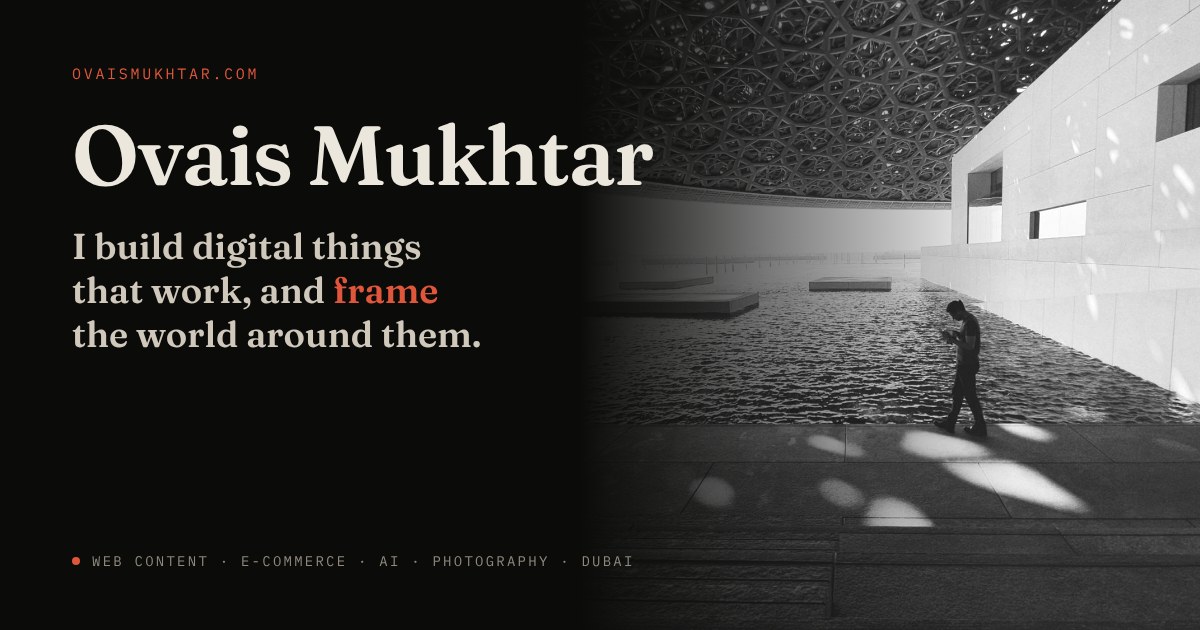 OVAISMUKHTAR.COM
Ovais Mukhtar
I build digital things
that work, and frame
the world around them.
WEB CONTENT · E-COMMERCE · AI · PHOTOGRAPHY · DUBAI